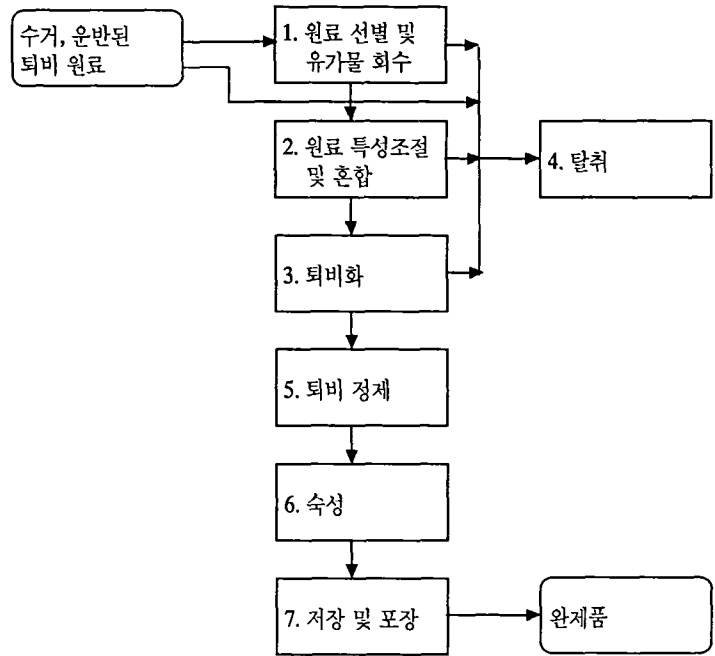 수거, 운반된
퇴비 원료
1. 원료 선별 및
유가물 회수
2. 원료 특성조절
및 혼합
4. 탈취
3. 퇴비화
5. 퇴비 정제
6. 숙성
7. 저장 및 포장
완제품